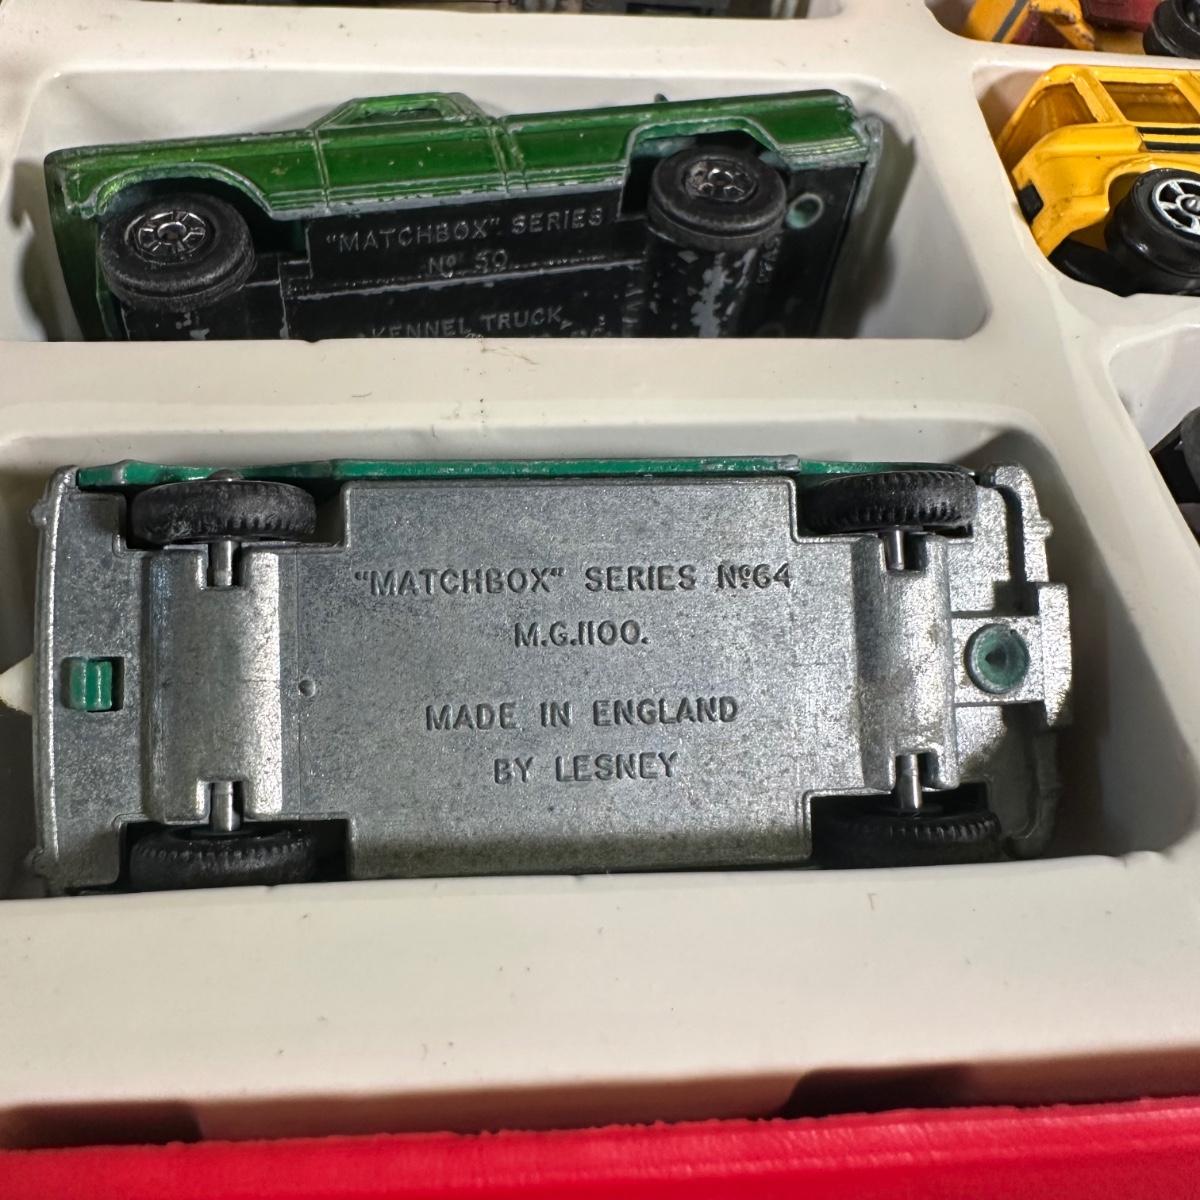 "MATCHBOX" SERIES
Nº 50
KENNEL TRUCK
"MATCHBOX" SERIES Nº64
M.G.1100.
MADE IN ENGLAND
BY LESNEY